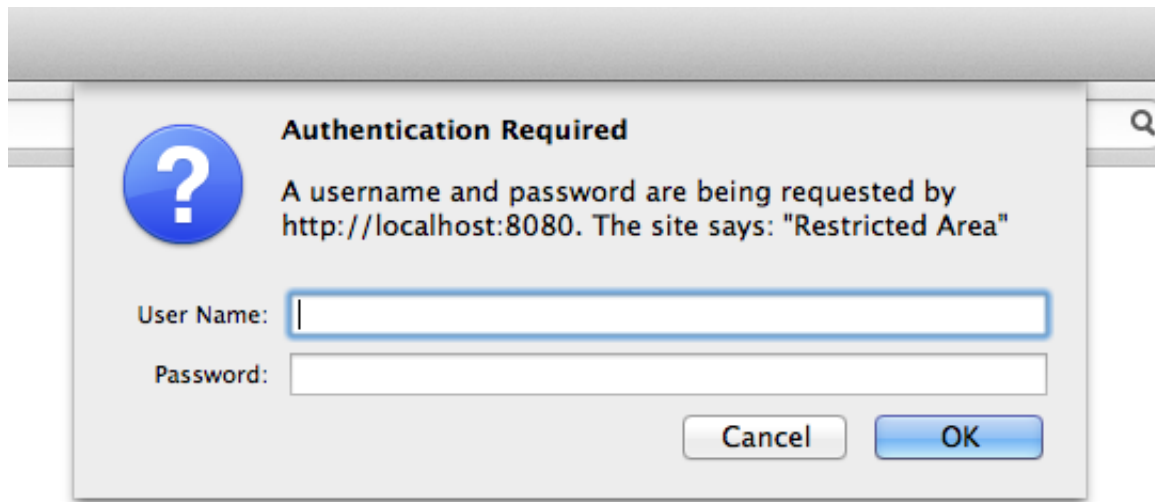 Authentication Required
A username and password are being requested by
http://localhost:8080. The site says: "Restricted Area"
User Name:
Password:
Cancel OK